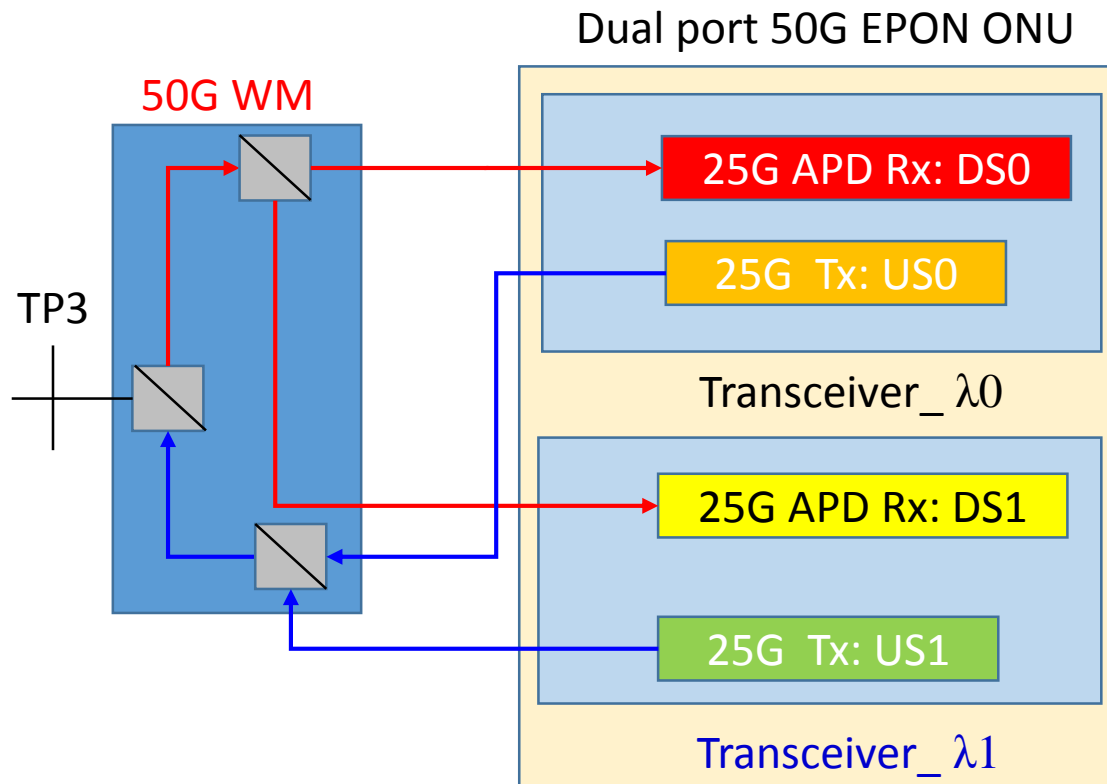 Dual port 50G EPON ONU
50G WM
25G APD Rx: DS0
25G  Tx: US0
TP3
Transceiver_ λ0
25G APD Rx: DS1
25G  Tx: US1
Transceiver_ λ1